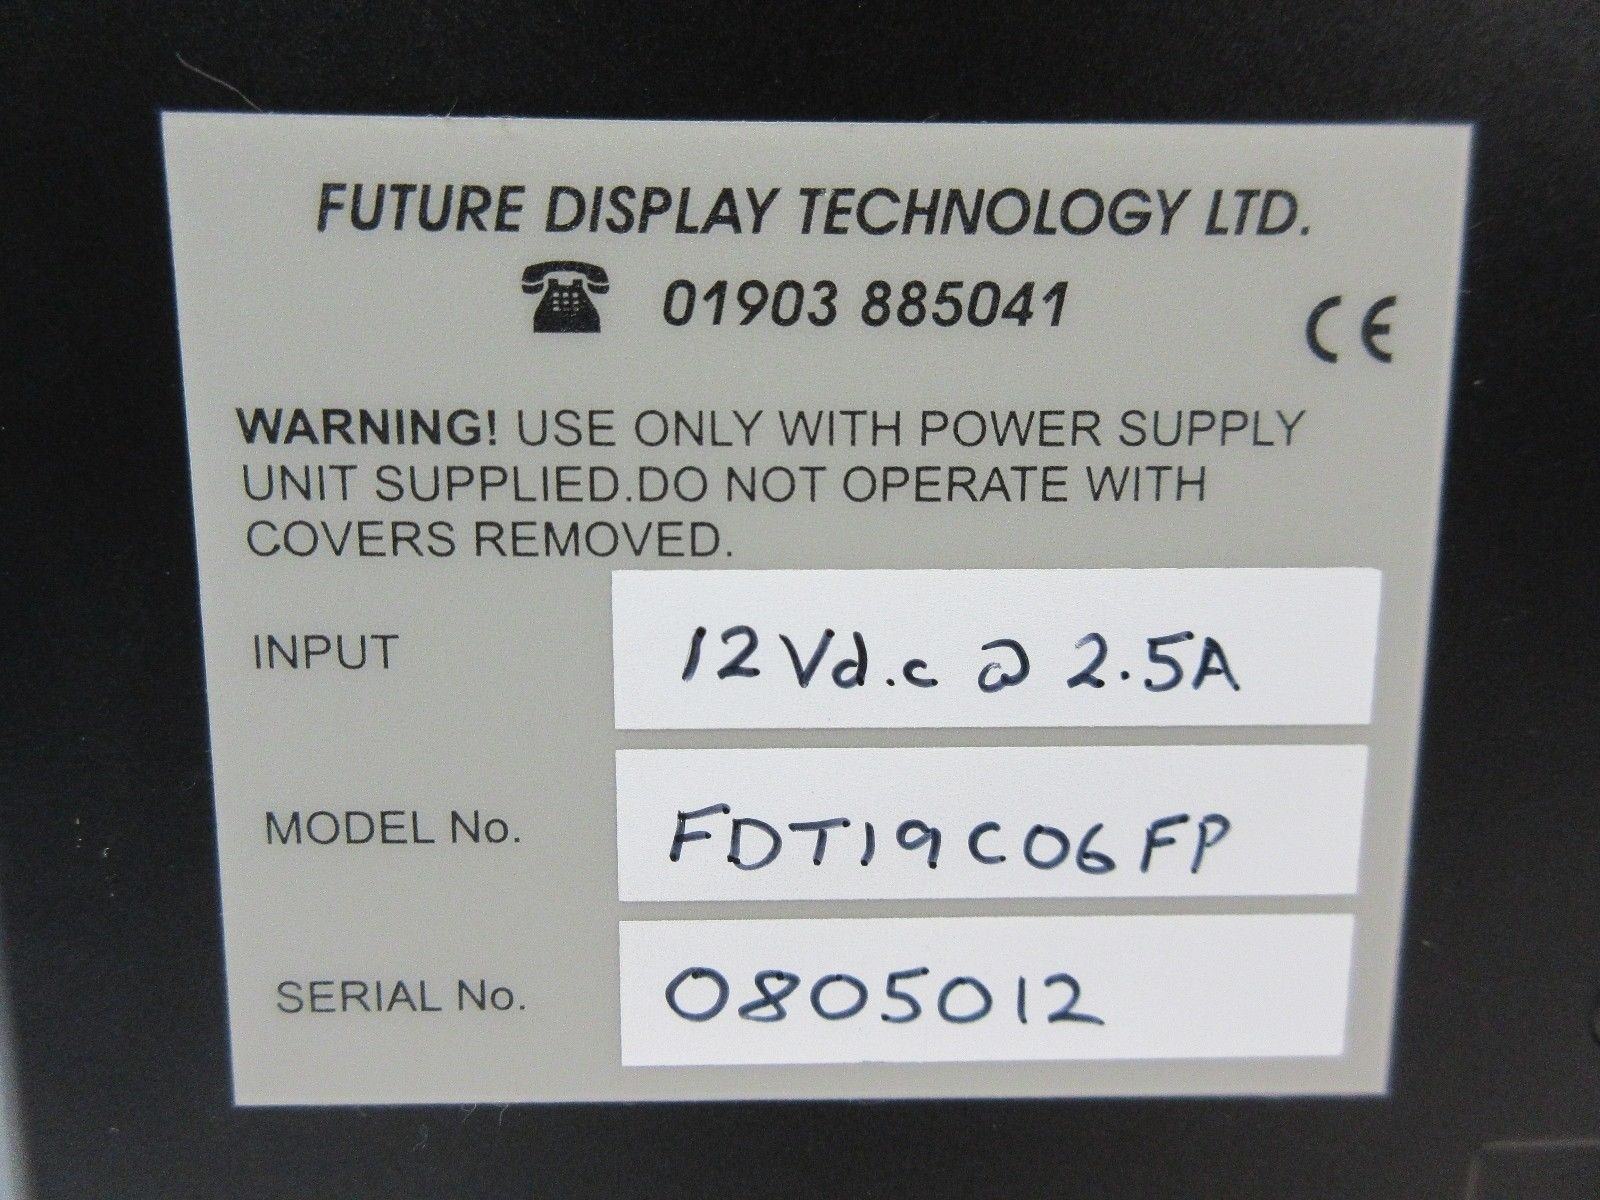 FUTURE DISPLAY TECHNOLOGY LTD.
01903 885041
CE
WARNING! USE ONLY WITH POWER SUPPLY
UNIT SUPPLIED.DO NOT OPERATE WITH
COVERS REMOVED.
INPUT 12Vd.c @ 2.5A
MODEL No. FDT19C06FP
SERIAL No. 0805012